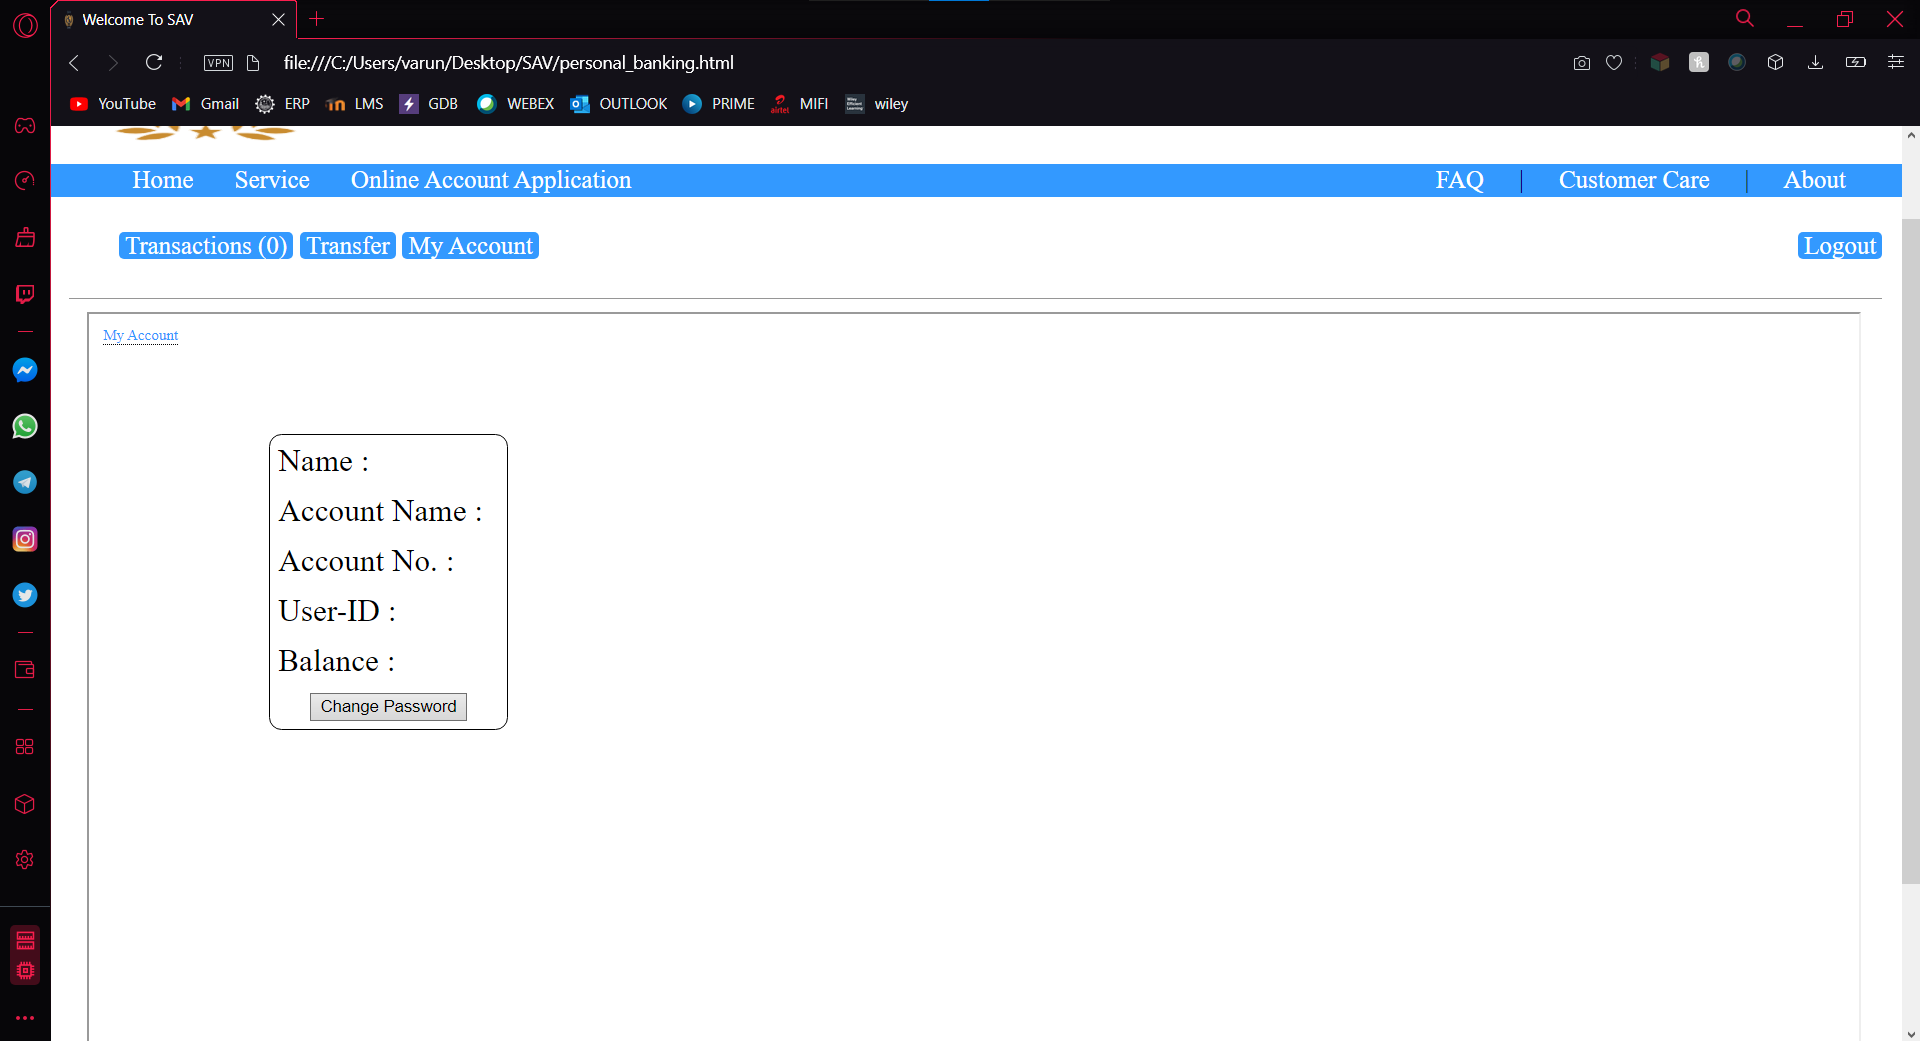 Welcome To SAV
VPN file:///C:/Users/varun/Desktop/SAV/personal_banking.html
YouTube Gmail ERP LMS GDB WEBEX OUTLOOK PRIME airtel MIFI wiley
Home Service Online Account Application FAQ | Customer Care | About
Transactions (0) Transfer My Account Logout
My Account
Name :
Account Name :
Account No. :
User-ID :
Balance :
Change Password